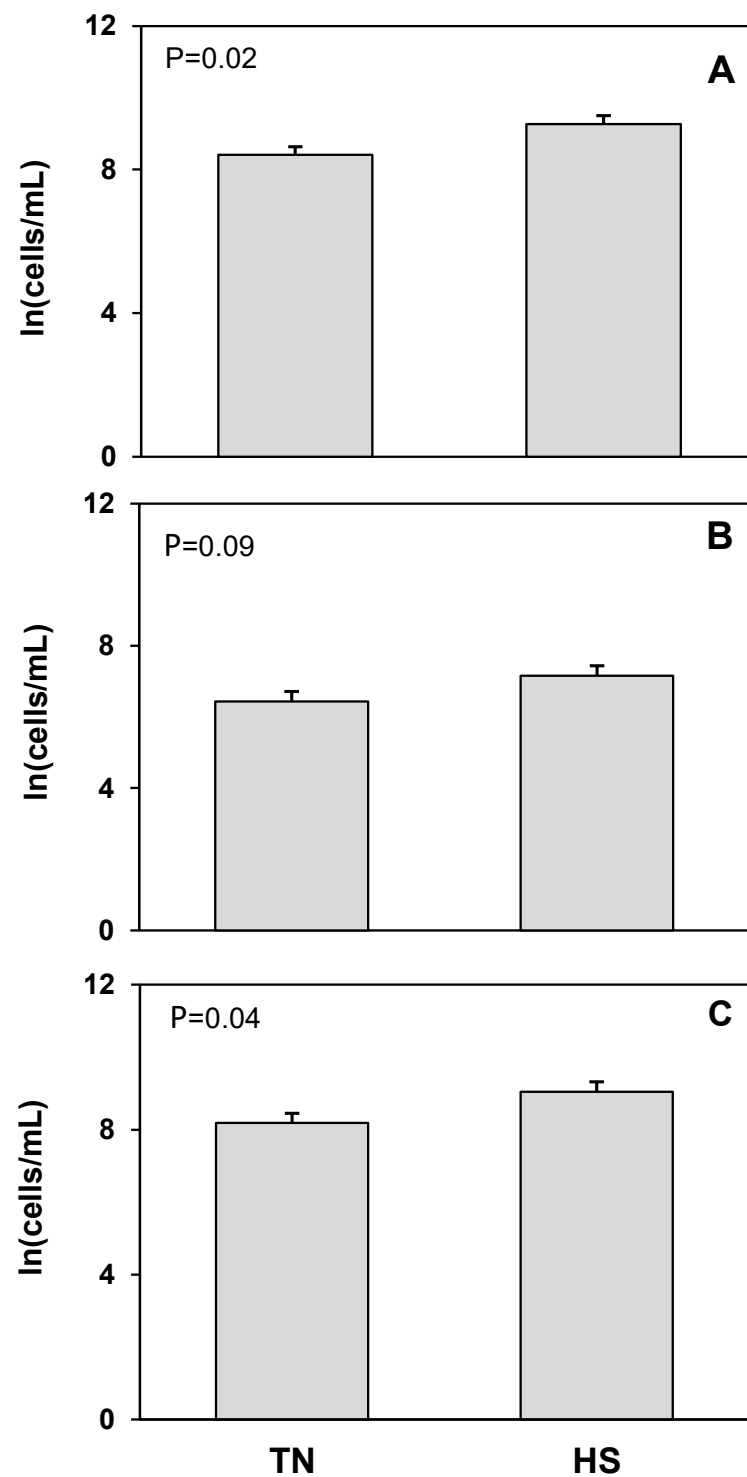 12
P=0.02
A
8
4
0
ln(cells/mL)
12
P=0.09
B
8
4
0
ln(cells/mL)
12
P=0.04
C
8
4
0
ln(cells/mL)
TN HS